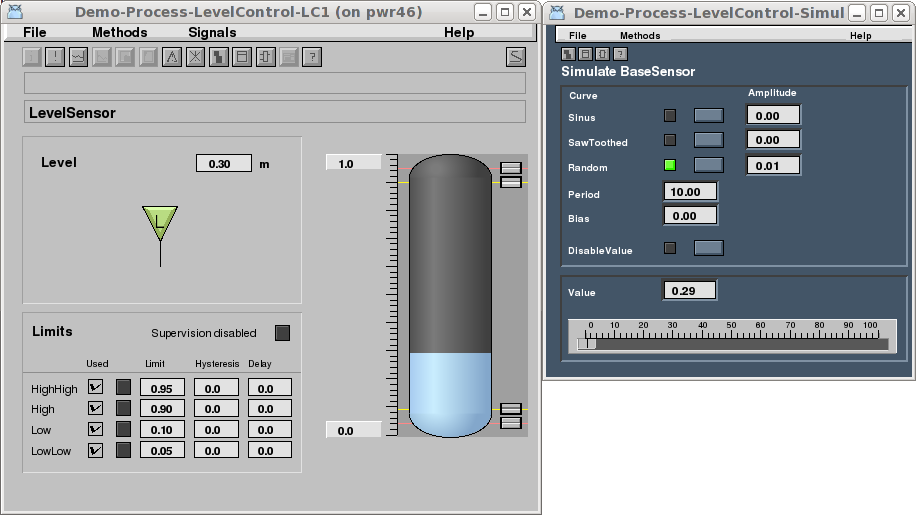 Demo-Process-LevelControl-LC1 (on pwr46)
File Methods Signals Help
!
?
LevelSensor
Level 0.30 m
L
1.0
0.0
Limits Supervision disabled
Used Limit Hysteresis Delay
HighHigh 0.95 0.0 0.0
High 0.90 0.0 0.0
Low 0.10 0.0 0.0
LowLow 0.05 0.0 0.0
Demo-Process-LevelControl-Simul
File Methods Help
?
Simulate BaseSensor
Curve Amplitude
Sinus 0.00
SawToothed 0.00
Random 0.01
Period 10.00
Bias 0.00
DisableValue
Value 0.29
0 10 20 30 40 50 60 70 80 90 100